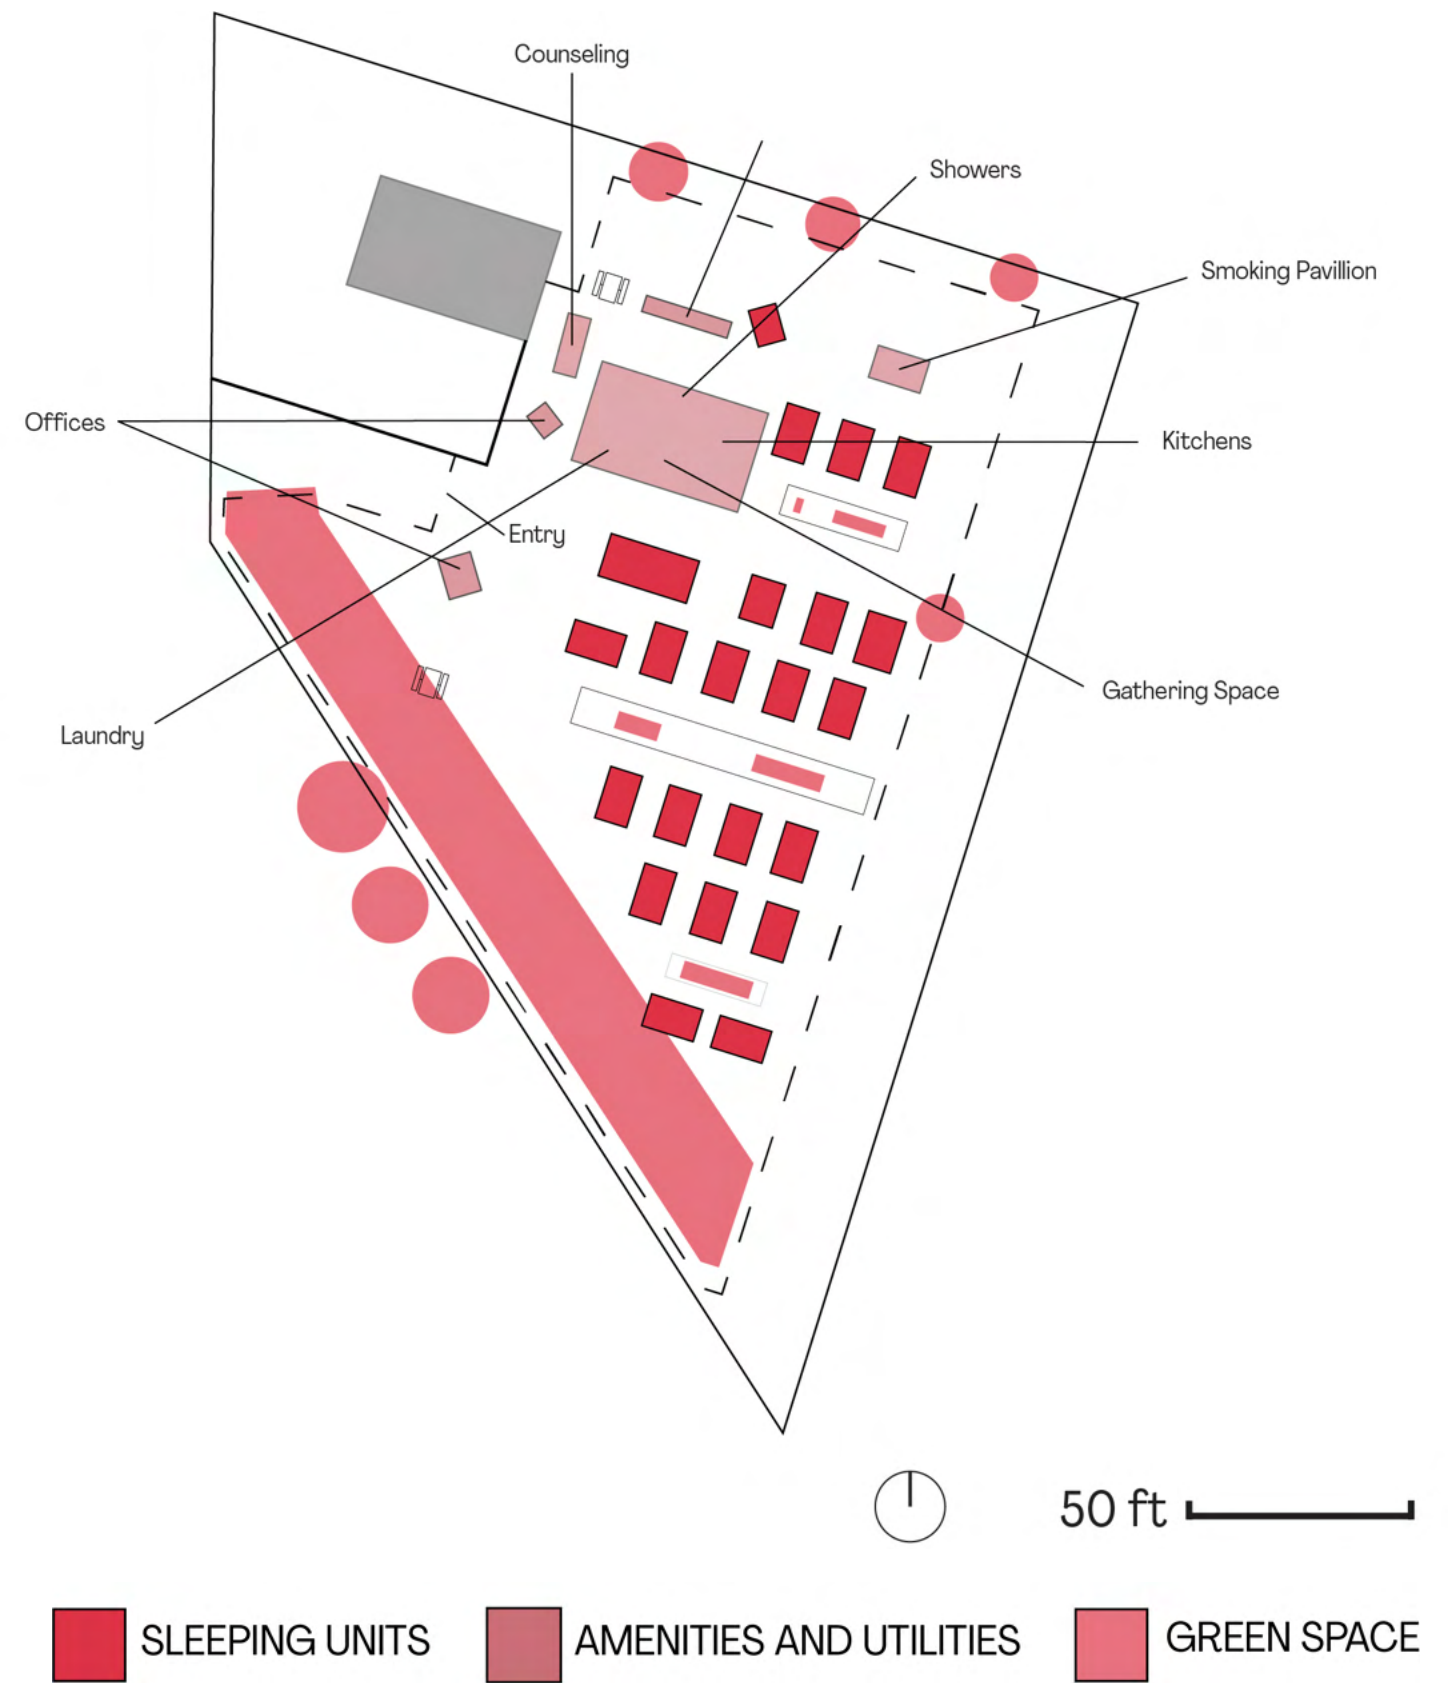 Counseling
Showers
Smoking Pavillion
Offices
Kitchens
Entry
Gathering Space
Laundry
50 ft
SLEEPING UNITS
AMENITIES AND UTILITIES
GREEN SPACE